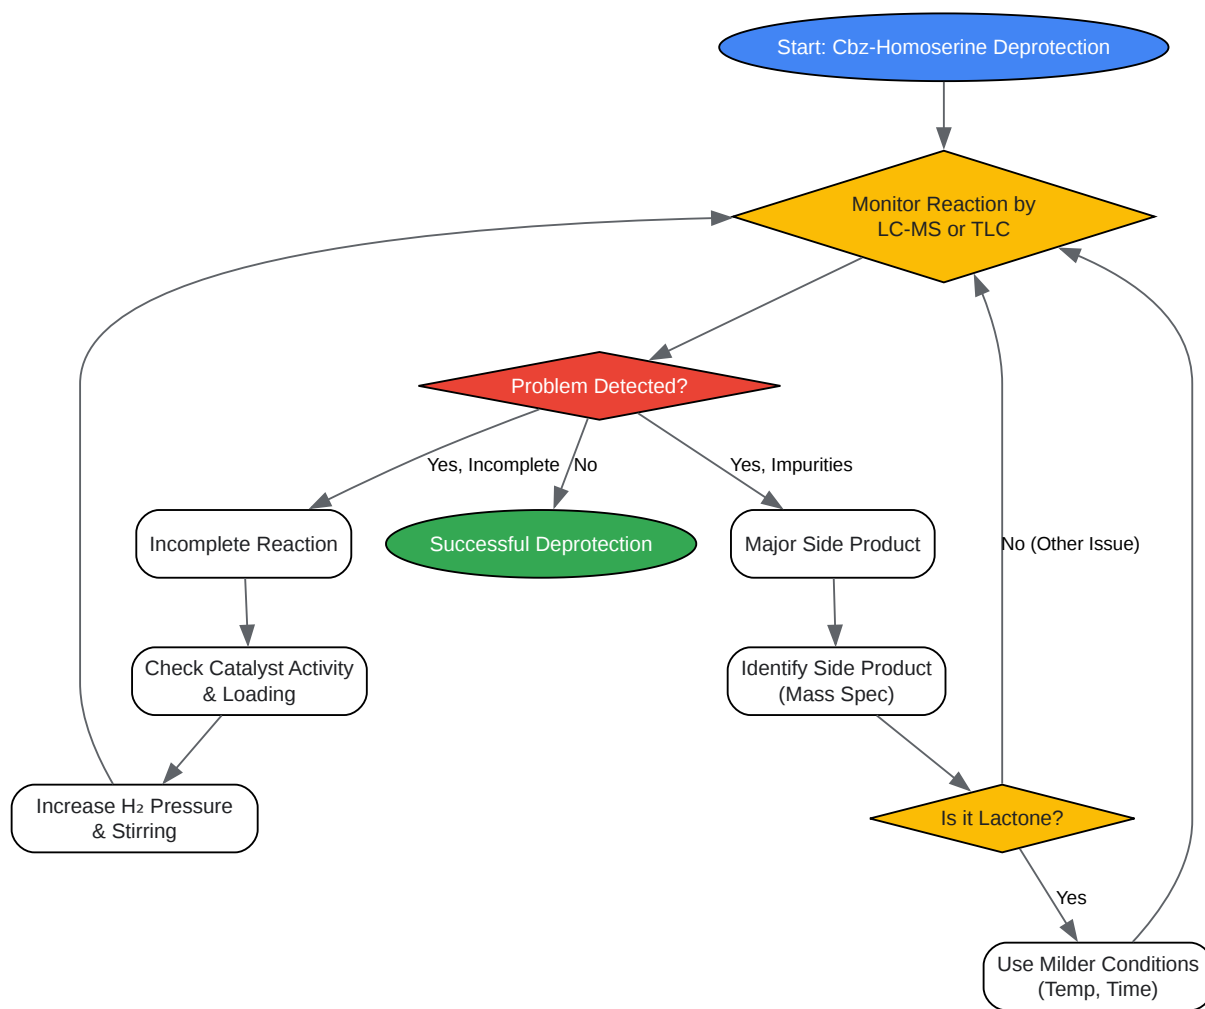 Start: Cbz-Homoserine Deprotection
Monitor Reaction by
LC-MS or TLC
Problem Detected?
Yes, Incomplete
No
Yes, Impurities
Incomplete Reaction
Successful Deprotection
Major Side Product
No (Other Issue)
Check Catalyst Activity
& Loading
Identify Side Product
(Mass Spec)
Increase H₂ Pressure
& Stirring
Is it Lactone?
Yes
Use Milder Conditions
(Temp, Time)